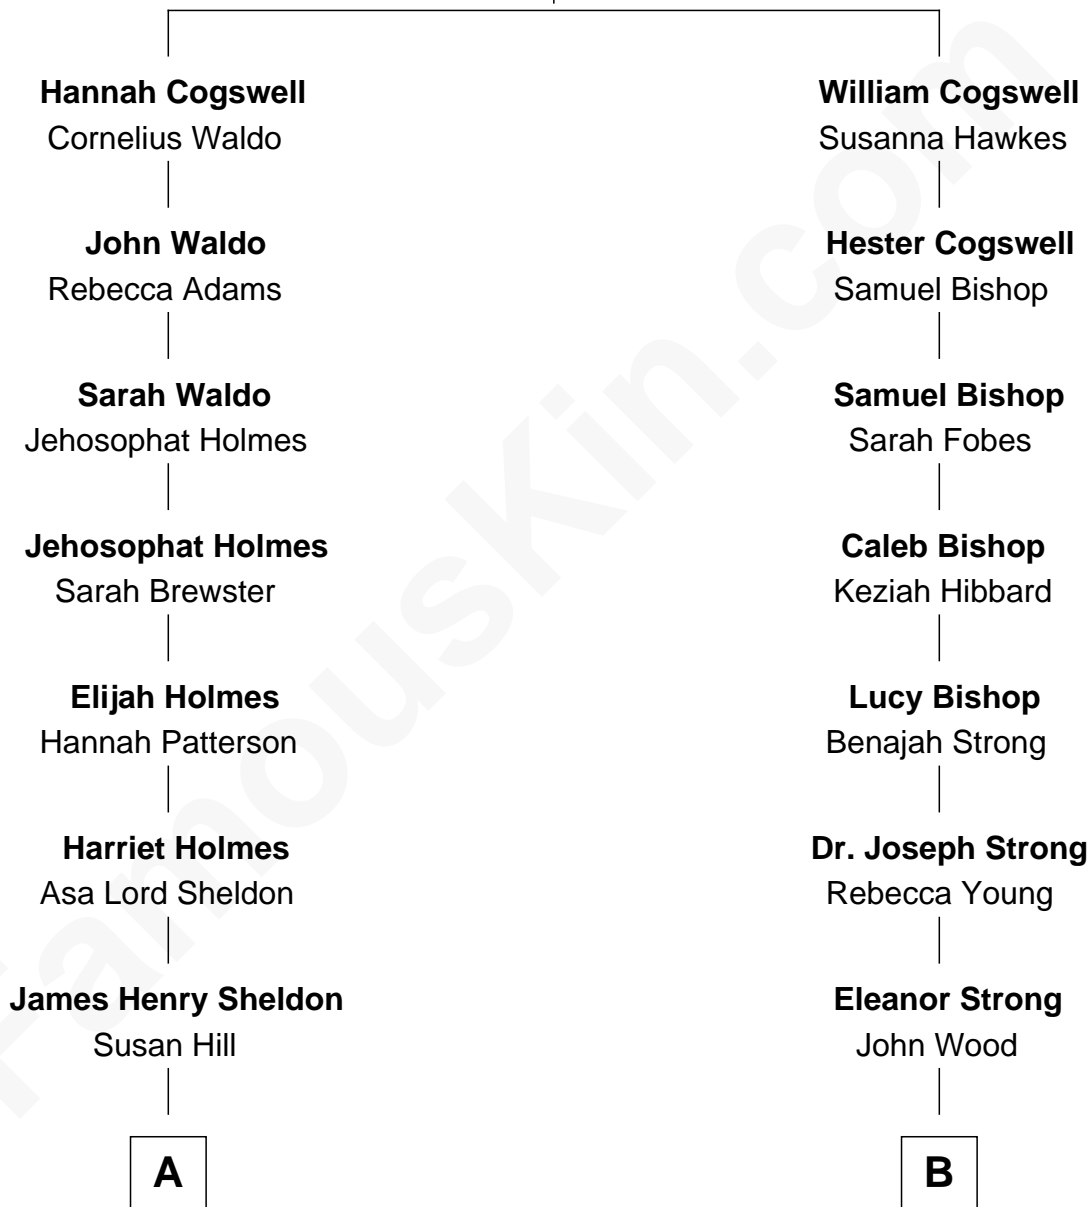 Hannah Cogswell
Cornelius Waldo
John Waldo
Rebecca Adams
Sarah Waldo
Jehosophat Holmes
Jehosophat Holmes
Sarah Brewster
Elijah Holmes
Hannah Patterson
Harriet Holmes
Asa Lord Sheldon
James Henry Sheldon
Susan Hill
A
William Cogswell
Susanna Hawkes
Hester Cogswell
Samuel Bishop
Samuel Bishop
Sarah Fobes
Caleb Bishop
Keziah Hibbard
Lucy Bishop
Benajah Strong
Dr. Joseph Strong
Rebecca Young
Eleanor Strong
John Wood
B
FamousKin.com